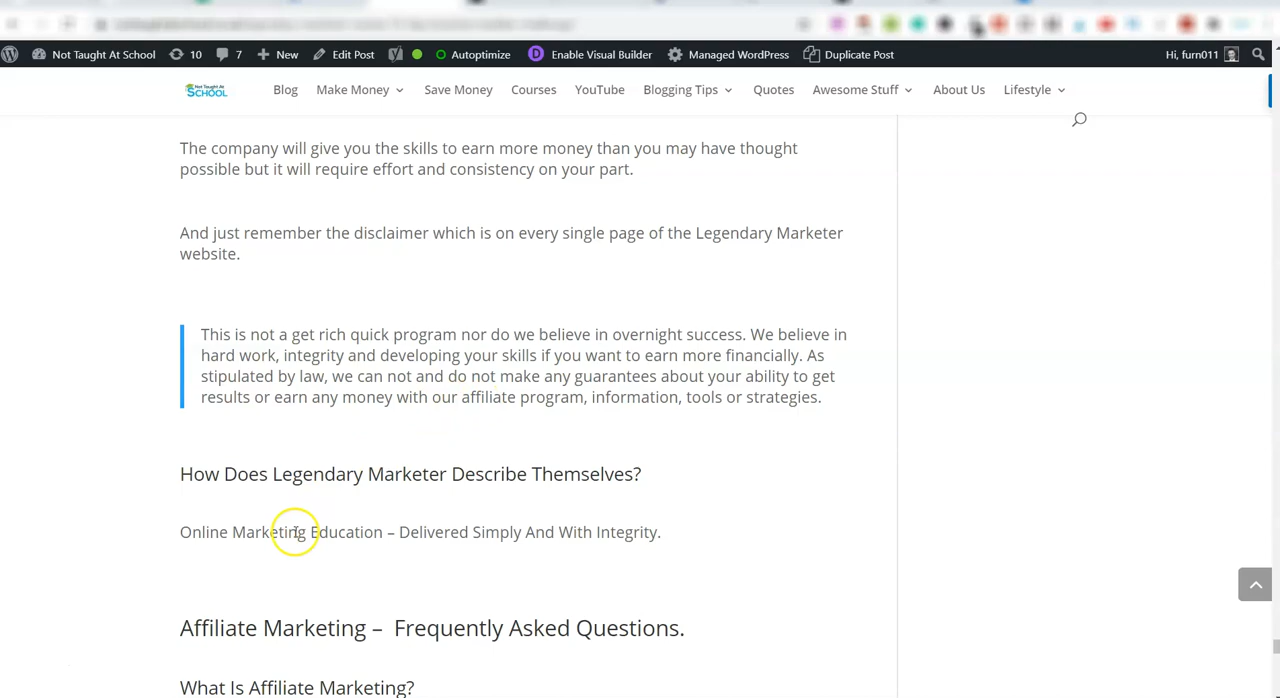 Not Taught At School 10 7 New Edit Post Autoptimize Enable Visual Builder Managed WordPress Duplicate Post Hi, furn011
Not Taught At SCHOOL Blog Make Money Save Money Courses YouTube Blogging Tips Quotes Awesome Stuff About Us Lifestyle
The company will give you the skills to earn more money than you may have thought
possible but it will require effort and consistency on your part.
And just remember the disclaimer which is on every single page of the Legendary Marketer
website.
This is not a get rich quick program nor do we believe in overnight success. We believe in
hard work, integrity and developing your skills if you want to earn more financially. As
stipulated by law, we can not and do not make any guarantees about your ability to get
results or earn any money with our affiliate program, information, tools or strategies.
How Does Legendary Marketer Describe Themselves?
Online Marketing Education – Delivered Simply And With Integrity.
Affiliate Marketing – Frequently Asked Questions.
What Is Affiliate Marketing?